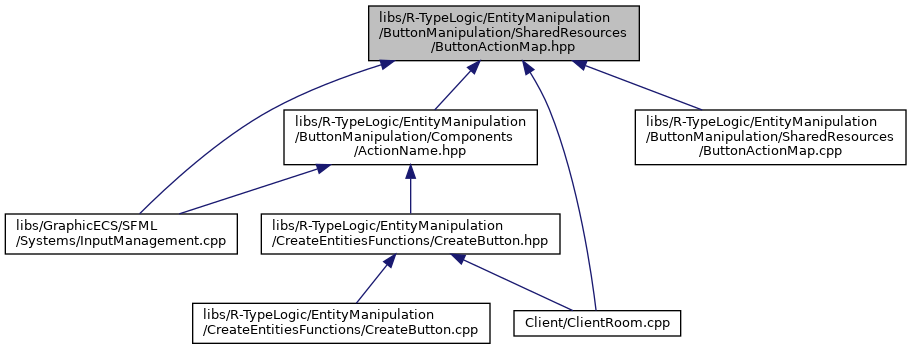 libs/R-TypeLogic/EntityManipulation
/ButtonManipulation/SharedResources
/ButtonActionMap.hpp
libs/R-TypeLogic/EntityManipulation
/ButtonManipulation/Components
/ActionName.hpp
libs/R-TypeLogic/EntityManipulation
/ButtonManipulation/SharedResources
/ButtonActionMap.cpp
libs/GraphicECS/SFML
/Systems/InputManagement.cpp
libs/R-TypeLogic/EntityManipulation
/CreateEntitiesFunctions/CreateButton.hpp
libs/R-TypeLogic/EntityManipulation
/CreateEntitiesFunctions/CreateButton.cpp
Client/ClientRoom.cpp